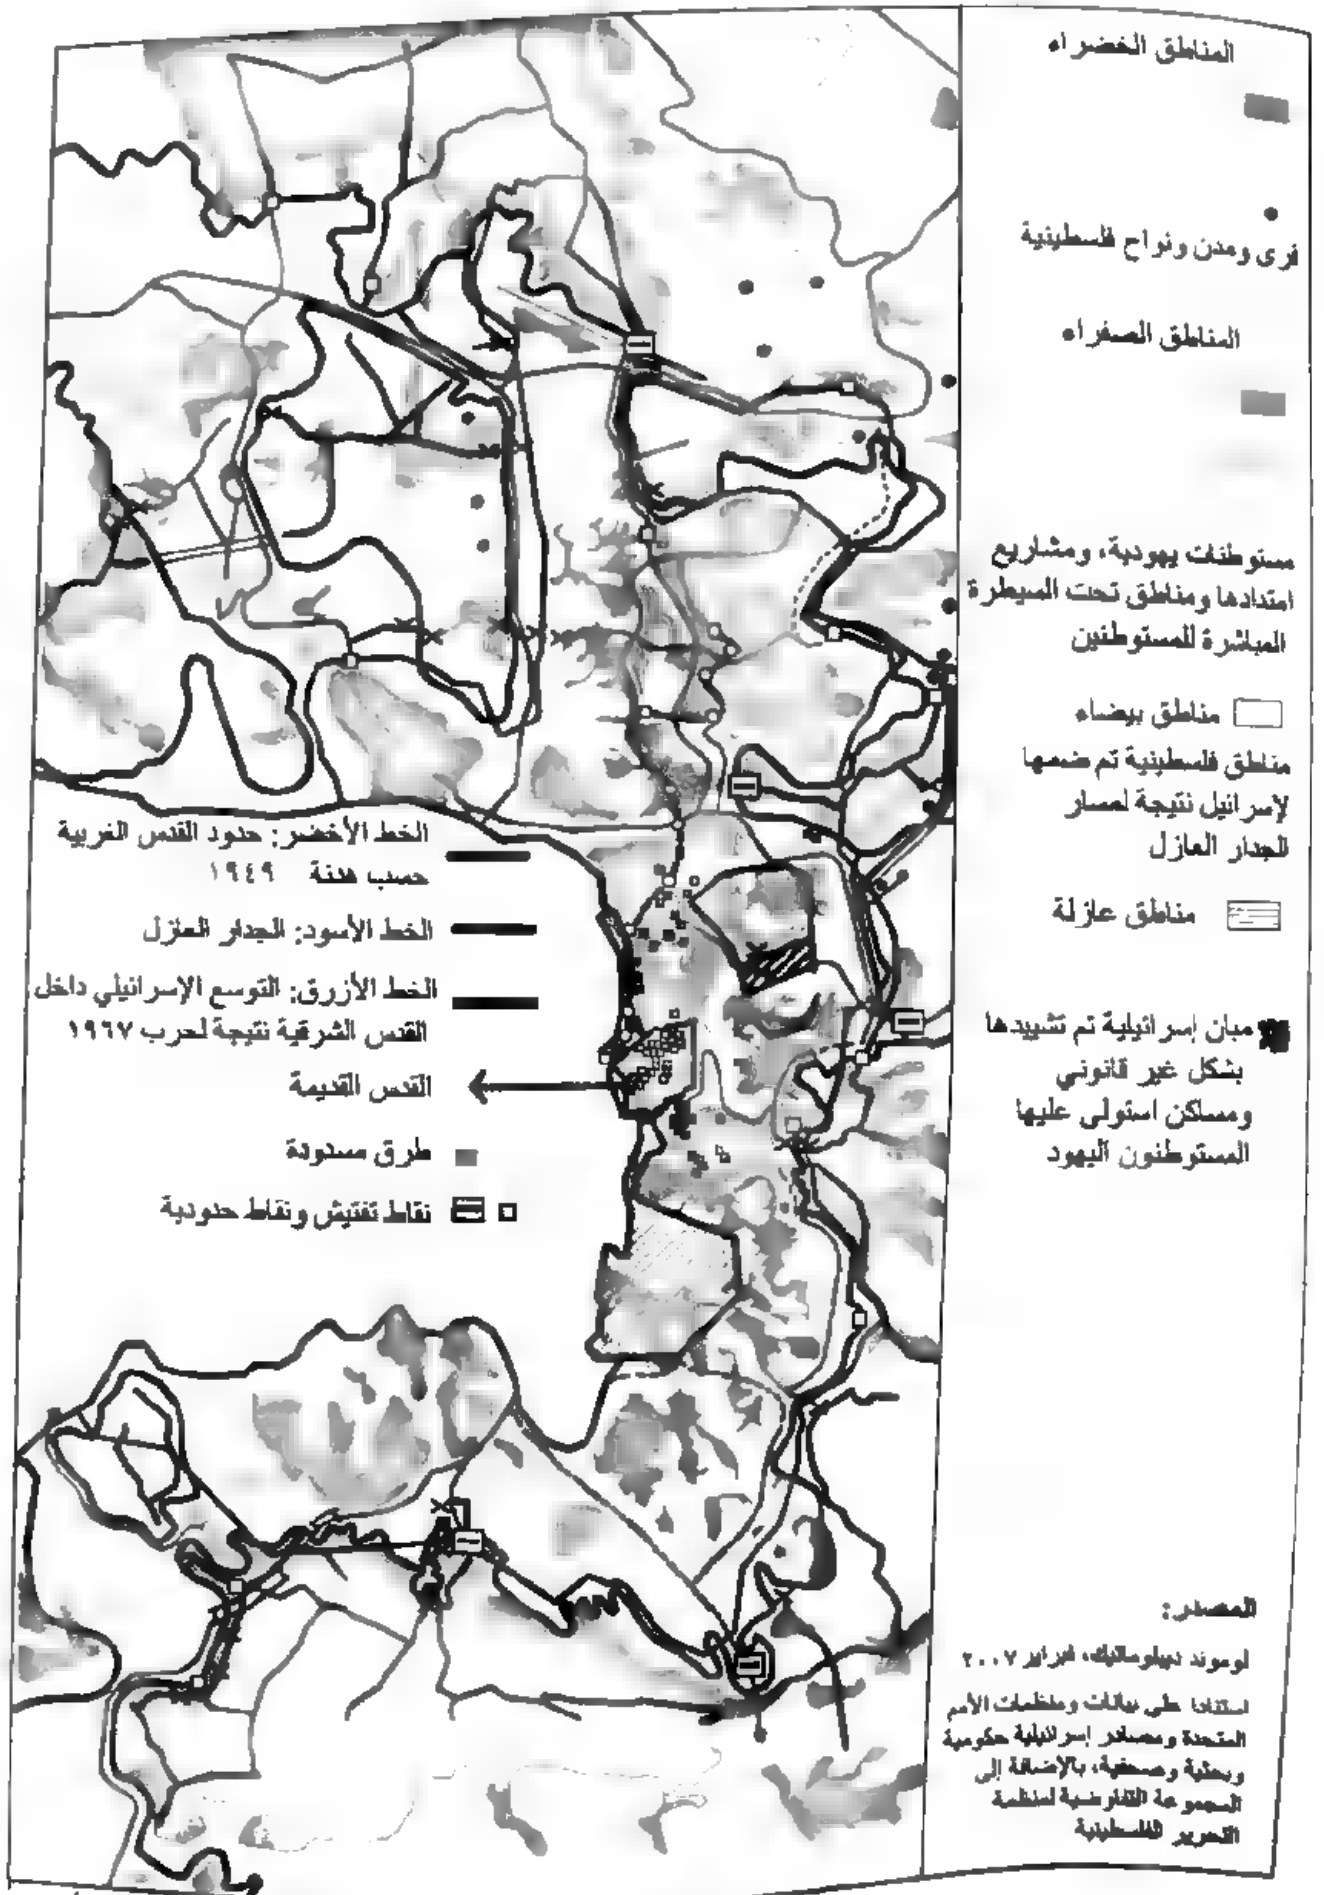 المناطق الخضراء
قرى ومدن ونواح فلسطينية
المناطق الصفراء
مستوطنات يهودية، ومشاريع
امتدادها ومناطق تحت السيطرة
المباشرة للمستوطنين
مناطق بيضاء
مناطق فلسطينية تم ضمها
لإسرائيل نتيجة لمسار
الجدار العازل
مناطق عازلة
مبان إسرائيلية تم تشييدها
بشكل غير قانوني
ومساكن استولى عليها
المستوطنون اليهود
الخط الأخضر: حدود القدس الغربية
حسب هدنة ١٩٤٩
الخط الأسود: الجدار العازل
الخط الأزرق: التوسع الإسرائيلي داخل
القدس الشرقية نتيجة لحرب ١٩٦٧
القدس القديمة
طرق مسدودة
نقاط تفتيش ونقاط حدودية
المصدر:
لوموند ديبلوماتيك، فبراير ٢٠٠٧
استنادا على بيانات ومنظمات الأمم
المتحدة ومصادر إسرائيلية حكومية
وبحثية وصحفية، بالإضافة إلى
المجموعة التفاوضية لمنظمة
التحرير الفلسطينية